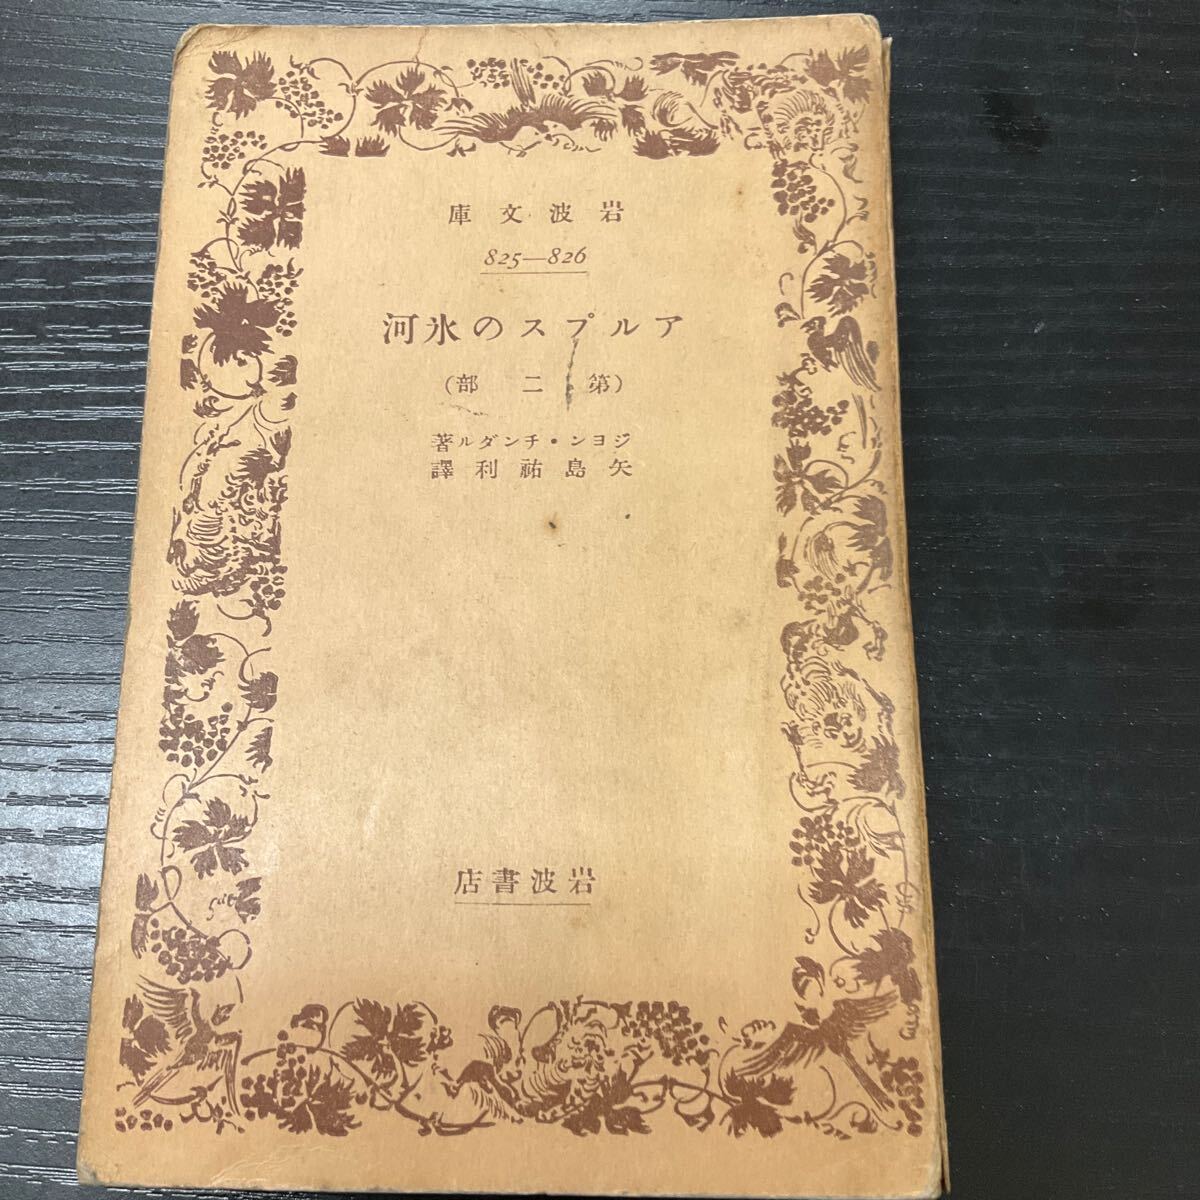 岩波文庫
825—826
アルプスの氷河
(第二部)
ジヨン・チンダル著
矢島祐利譯
岩波書店